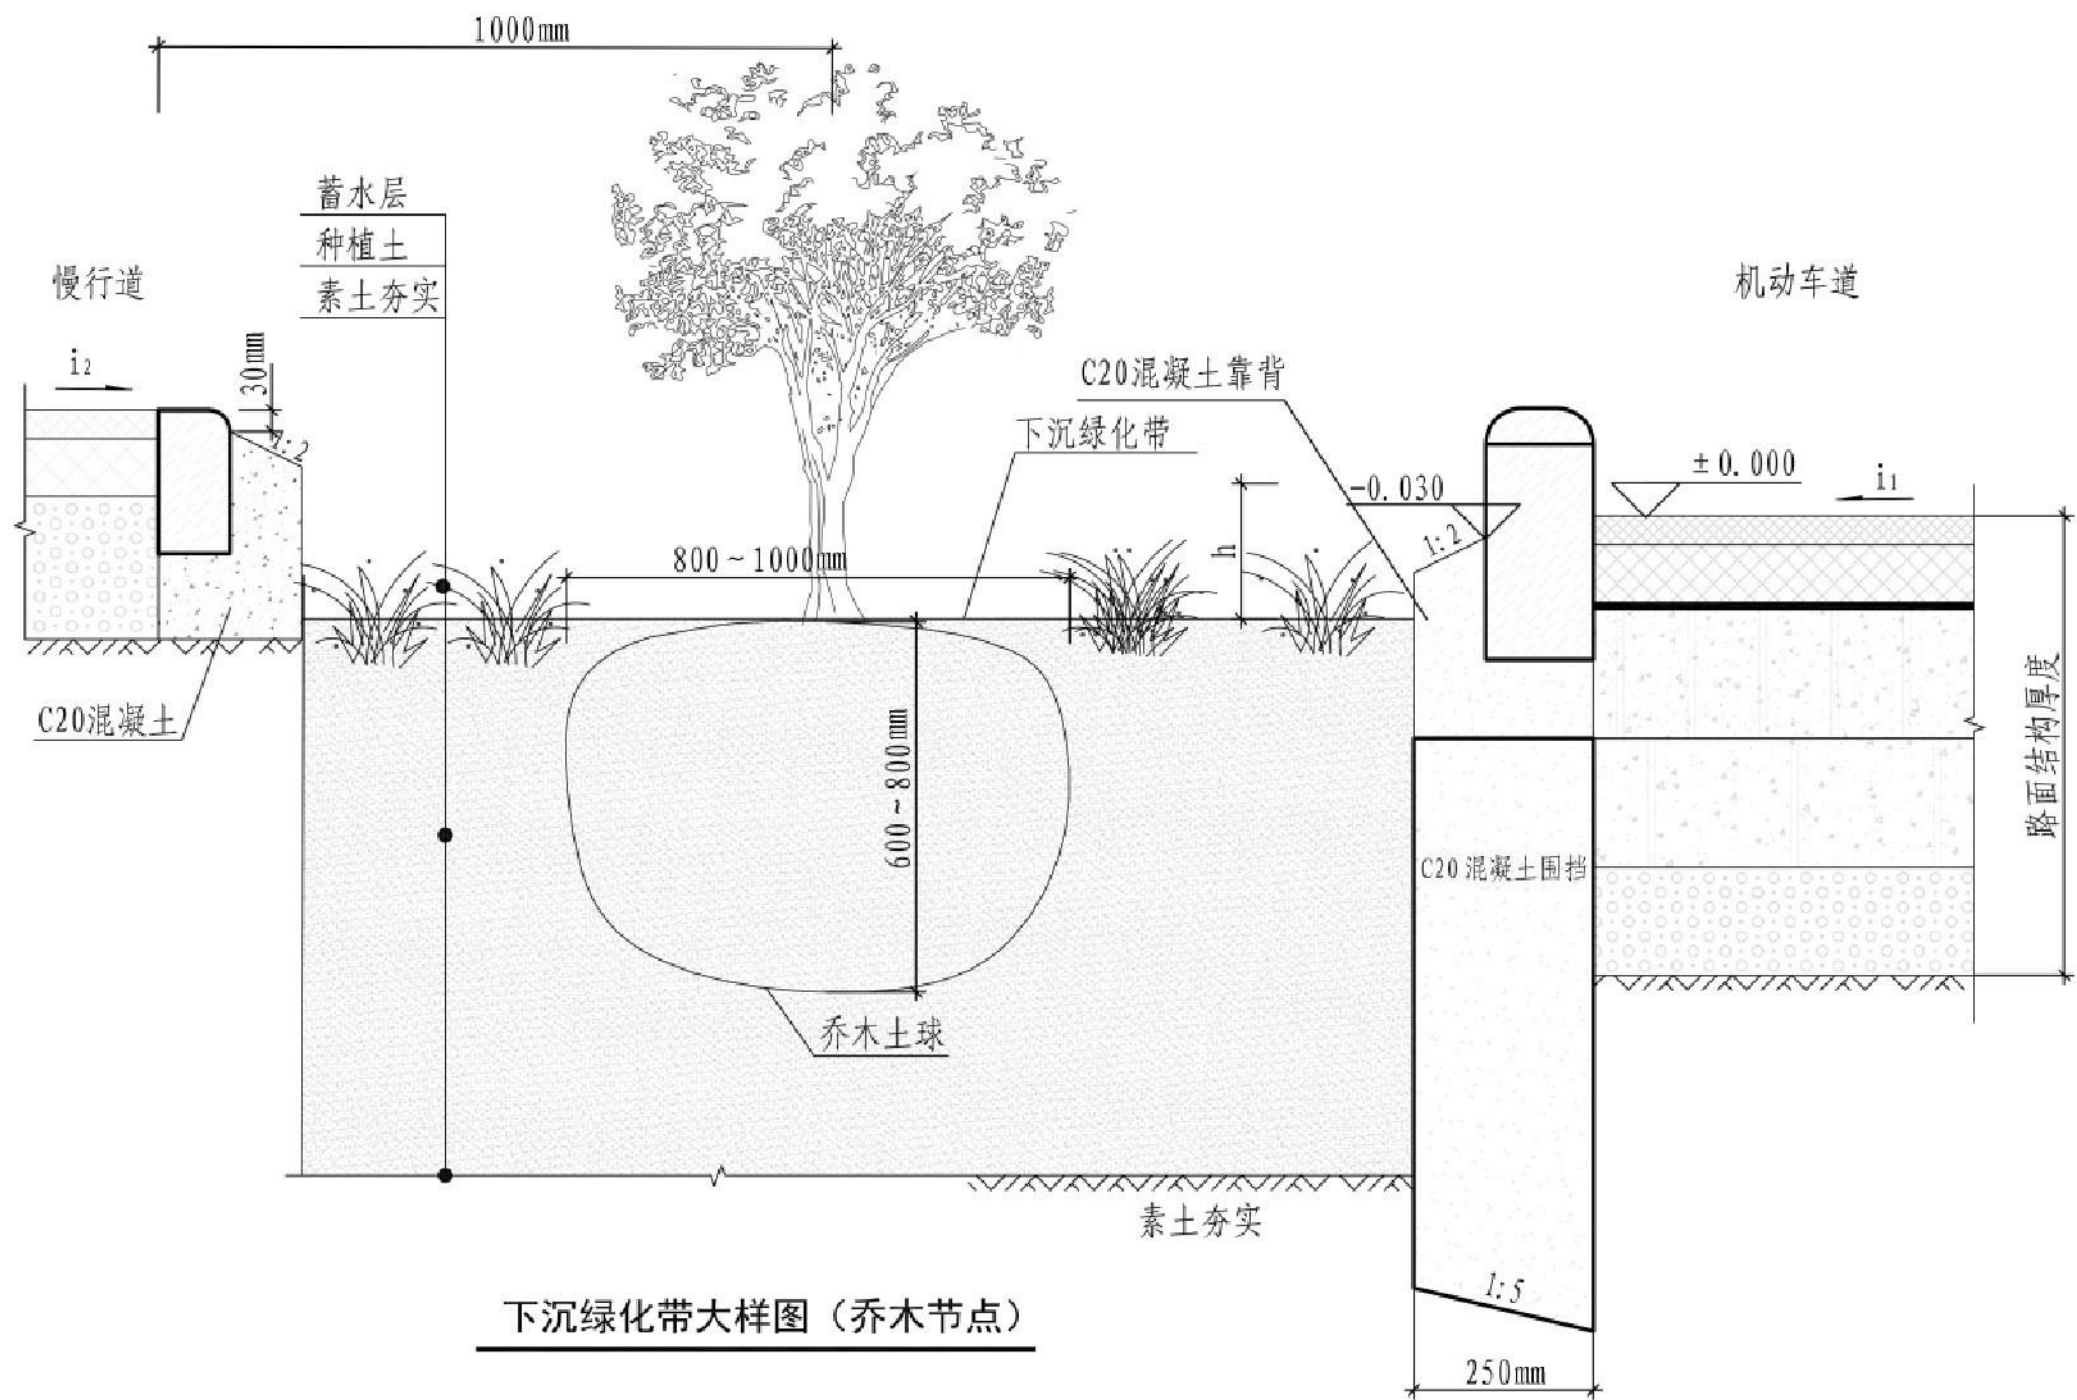 1000mm
蓄水层
种植土
素土夯实
慢行道
机动车道
i₂
30mm
1:2
C20混凝土靠背
下沉绿化带
-0.030
±0.000
i₁
1:2
h
800~1000mm
C20混凝土
600~800mm
路面结构厚度
C20混凝土围挡
乔木土球
素土夯实
1:5
下沉绿化带大样图（乔木节点）
250mm